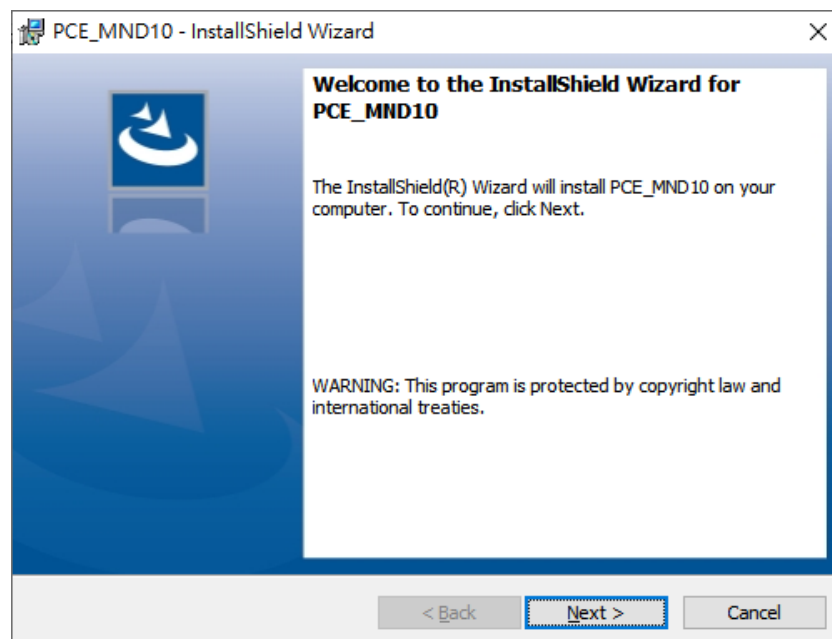 PCE_MND10 - InstallShield Wizard
Welcome to the InstallShield Wizard for
PCE_MND10
The InstallShield(R) Wizard will install PCE_MND10 on your
computer. To continue, click Next.
WARNING: This program is protected by copyright law and
international treaties.
< Back
Next >
Cancel